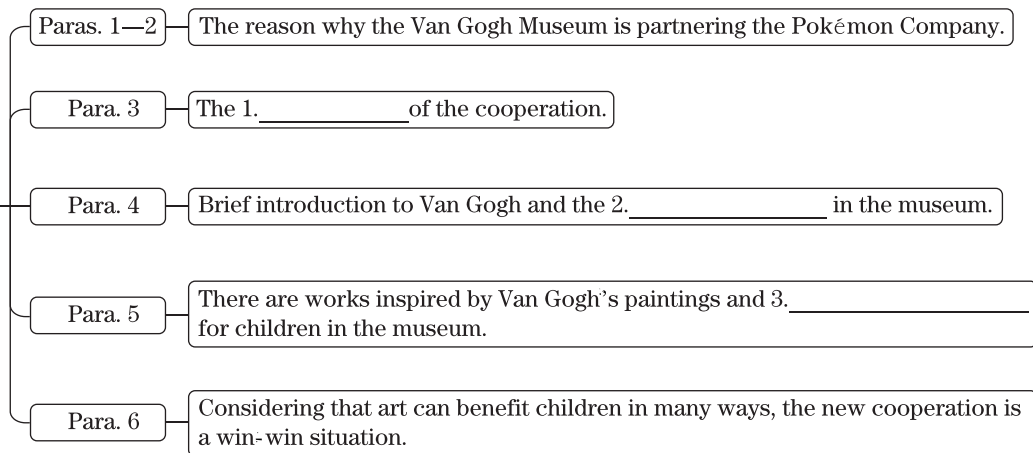 Paras. 1—2
The reason why the Van Gogh Museum is partnering the Pokémon Company.
Para. 3
The 1.____________of the cooperation.
Para. 4
Brief introduction to Van Gogh and the 2.________________ in the museum.
Para. 5
There are works inspired by Van Gogh's paintings and 3.____________________
for children in the museum.
Para. 6
Considering that art can benefit children in many ways, the new cooperation is
a win-win situation.